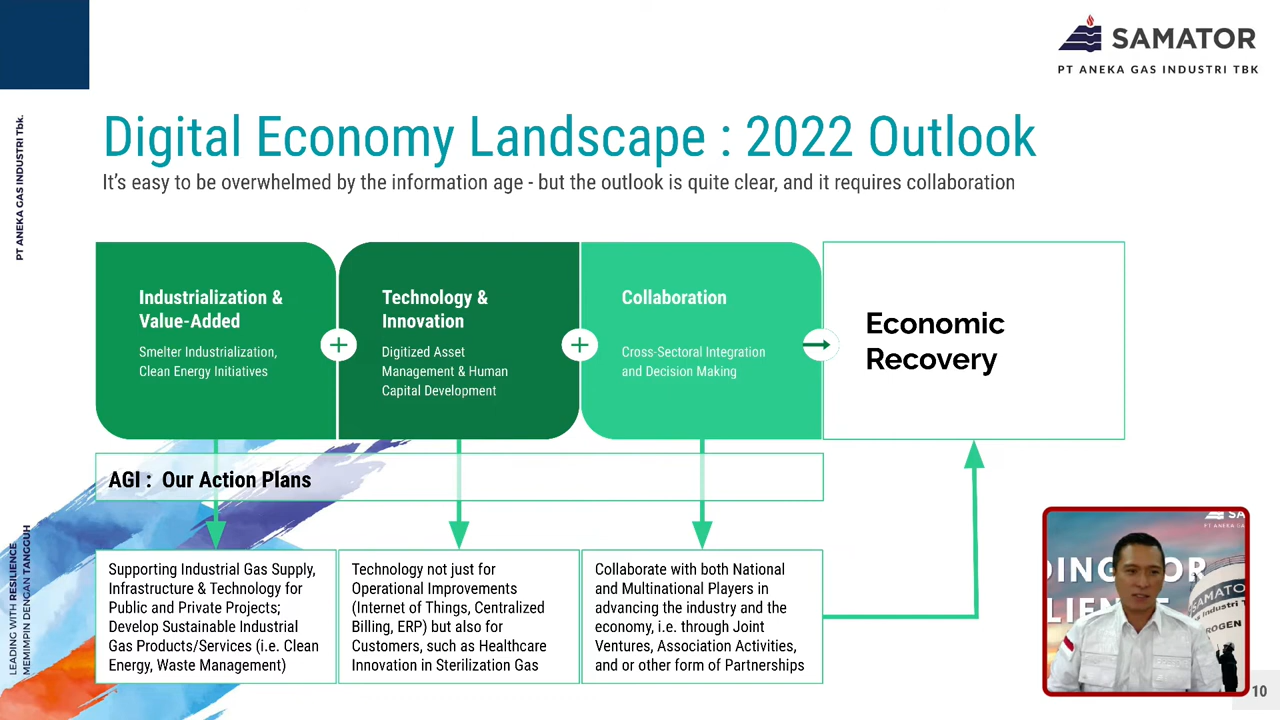 SAMATOR
PT ANEKA GAS INDUSTRI TBK
PT ANEKA GAS INDUSTRI Tbk.
Digital Economy Landscape : 2022 Outlook
It's easy to be overwhelmed by the information age - but the outlook is quite clear, and it requires collaboration
Industrialization &
Value-Added
Smelter Industrialization,
Clean Energy Initiatives
Technology &
Innovation
Digitized Asset
Management & Human
Capital Development
Collaboration
Cross-Sectoral Integration
and Decision Making
Economic
Recovery
AGI : Our Action Plans
Supporting Industrial Gas Supply,
Infrastructure & Technology for
Public and Private Projects;
Develop Sustainable Industrial
Gas Products/Services (i.e. Clean
Energy, Waste Management)
Technology not just for
Operational Improvements
(Internet of Things, Centralized
Billing, ERP) but also for
Customers, such as Healthcare
Innovation in Sterilization Gas
Collaborate with both National
and Multinational Players in
advancing the industry and the
economy, i.e. through Joint
Ventures, Association Activities,
and or other form of Partnerships
LEADING WITH RESILIENCE
MEMIMPIN DENGAN TANGGUH
SAMATO
ROGEN
10